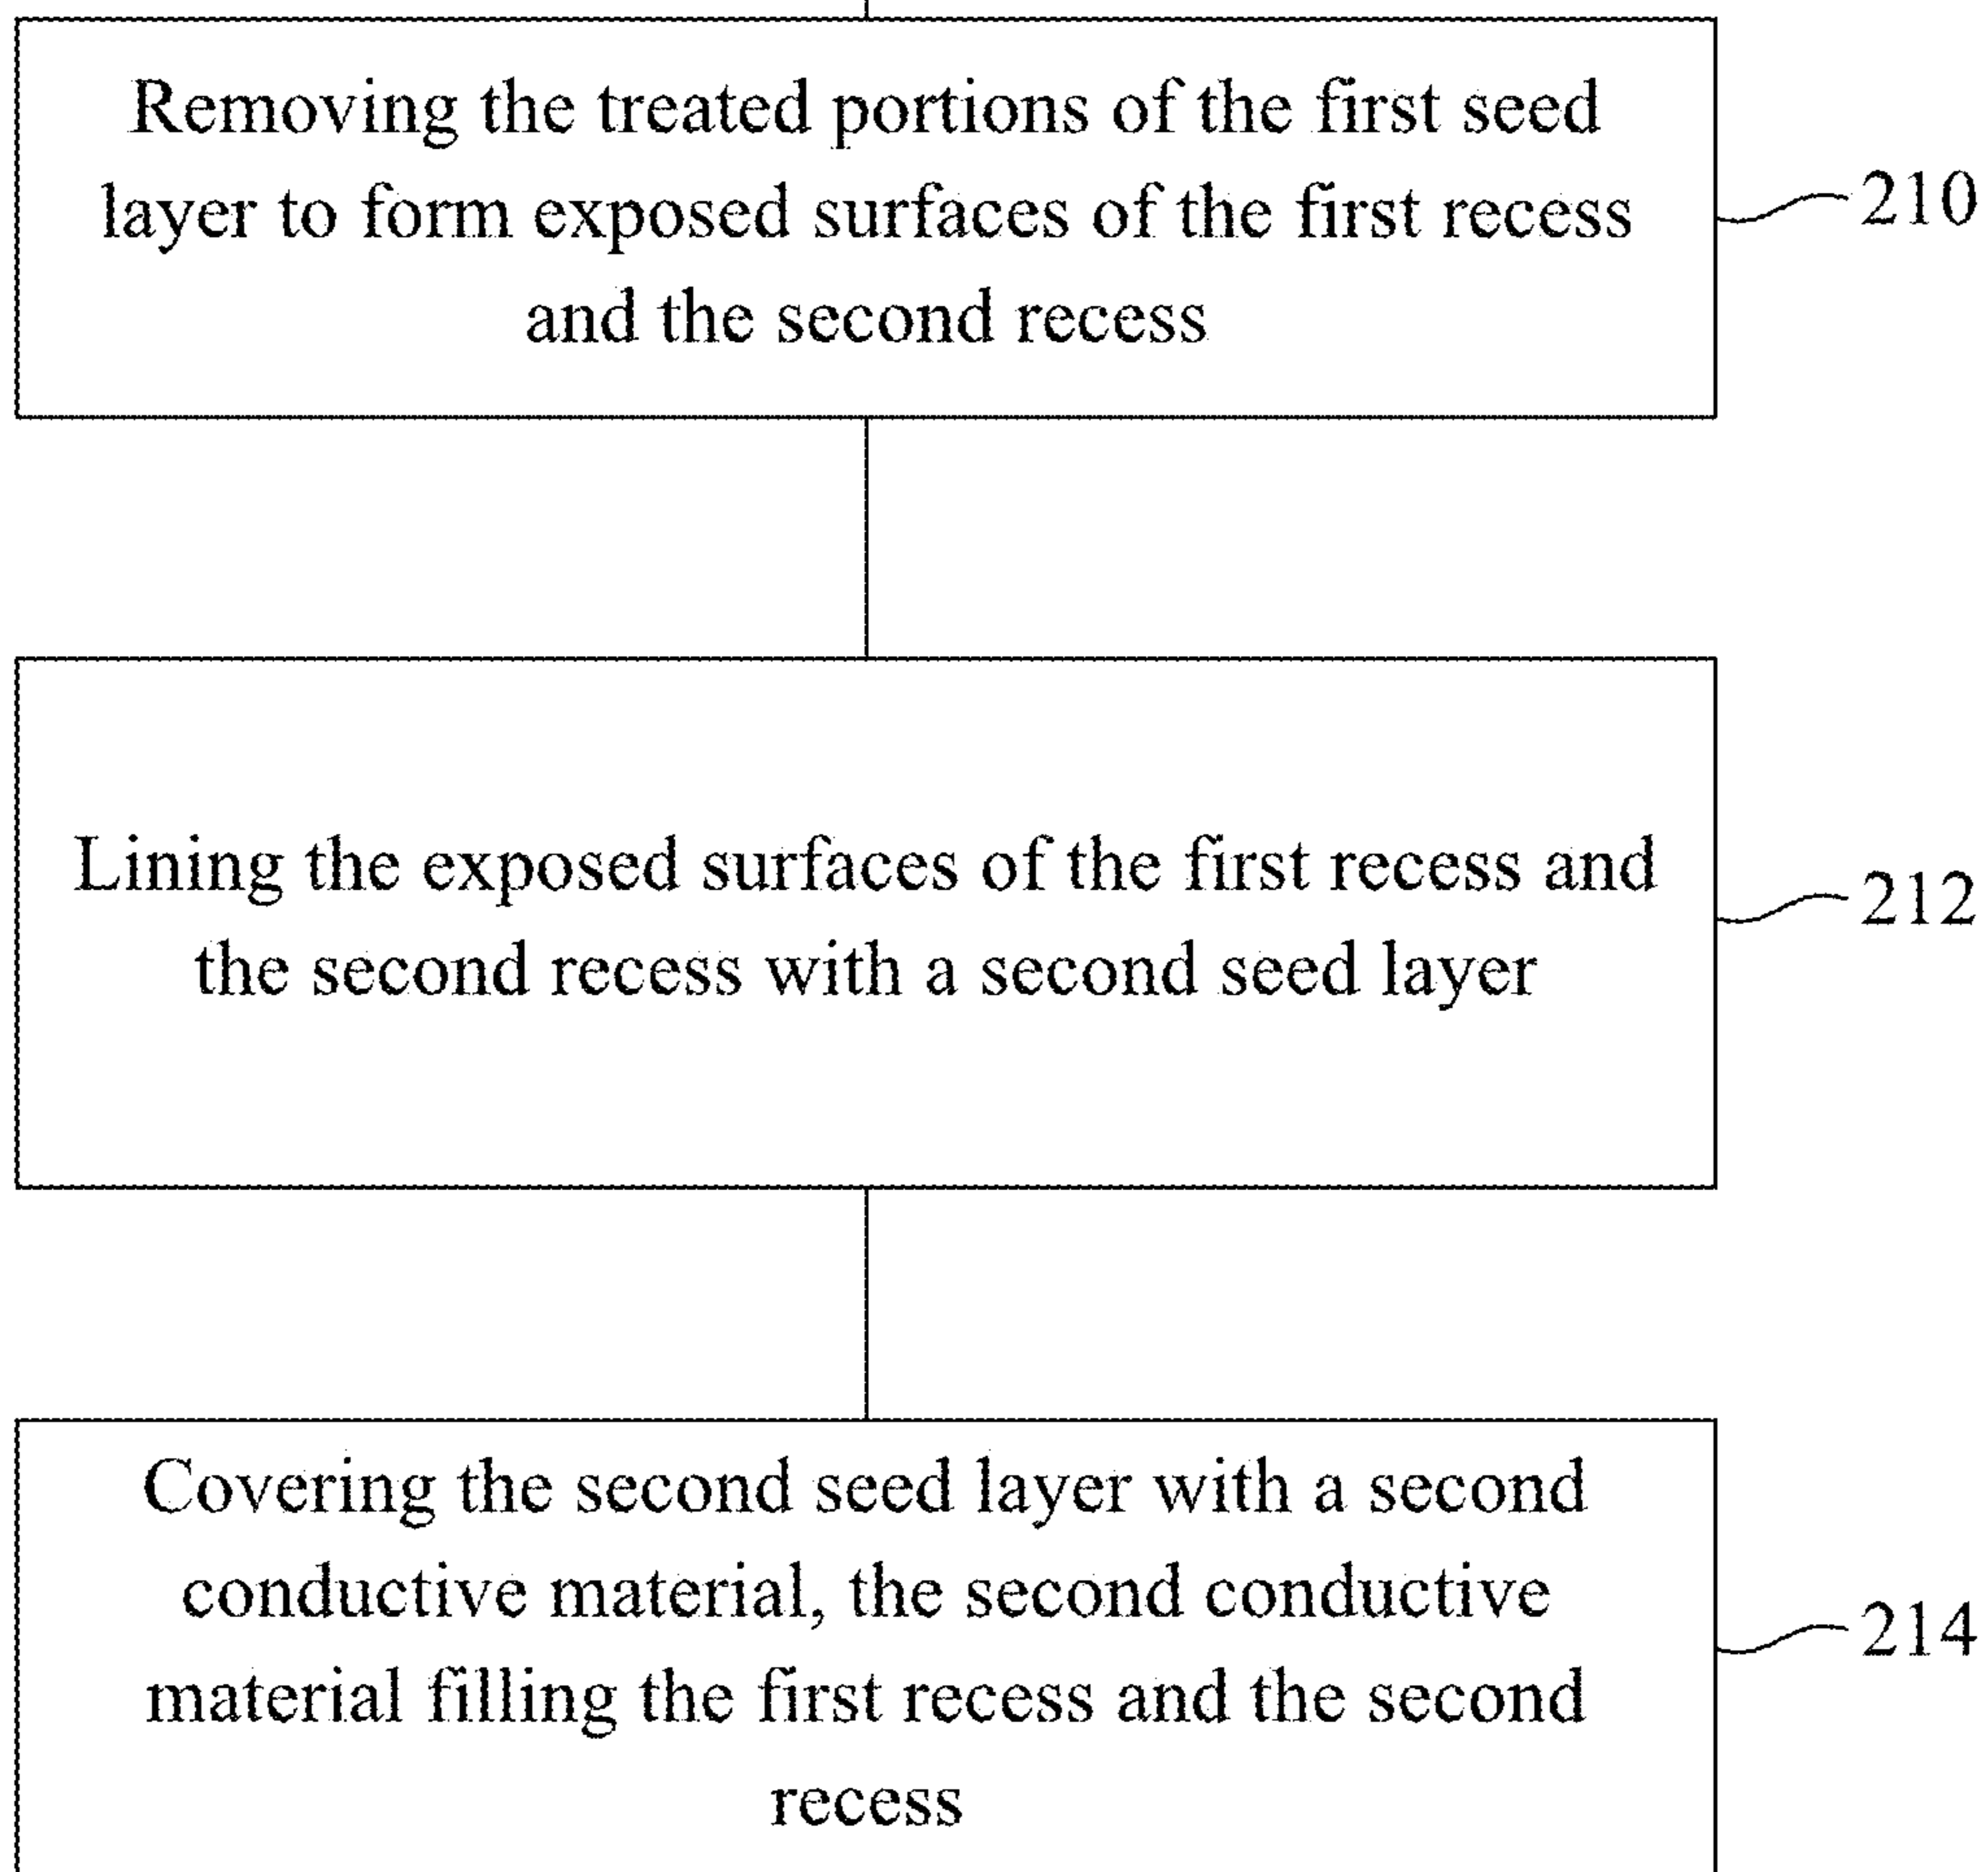 Removing the treated portions of the first seed
layer to form exposed surfaces of the first recess
and the second recess
210
Lining the exposed surfaces of the first recess and
the second recess with a second seed layer
212
Covering the second seed layer with a second
conductive material, the second conductive
material filling the first recess and the second
recess
214